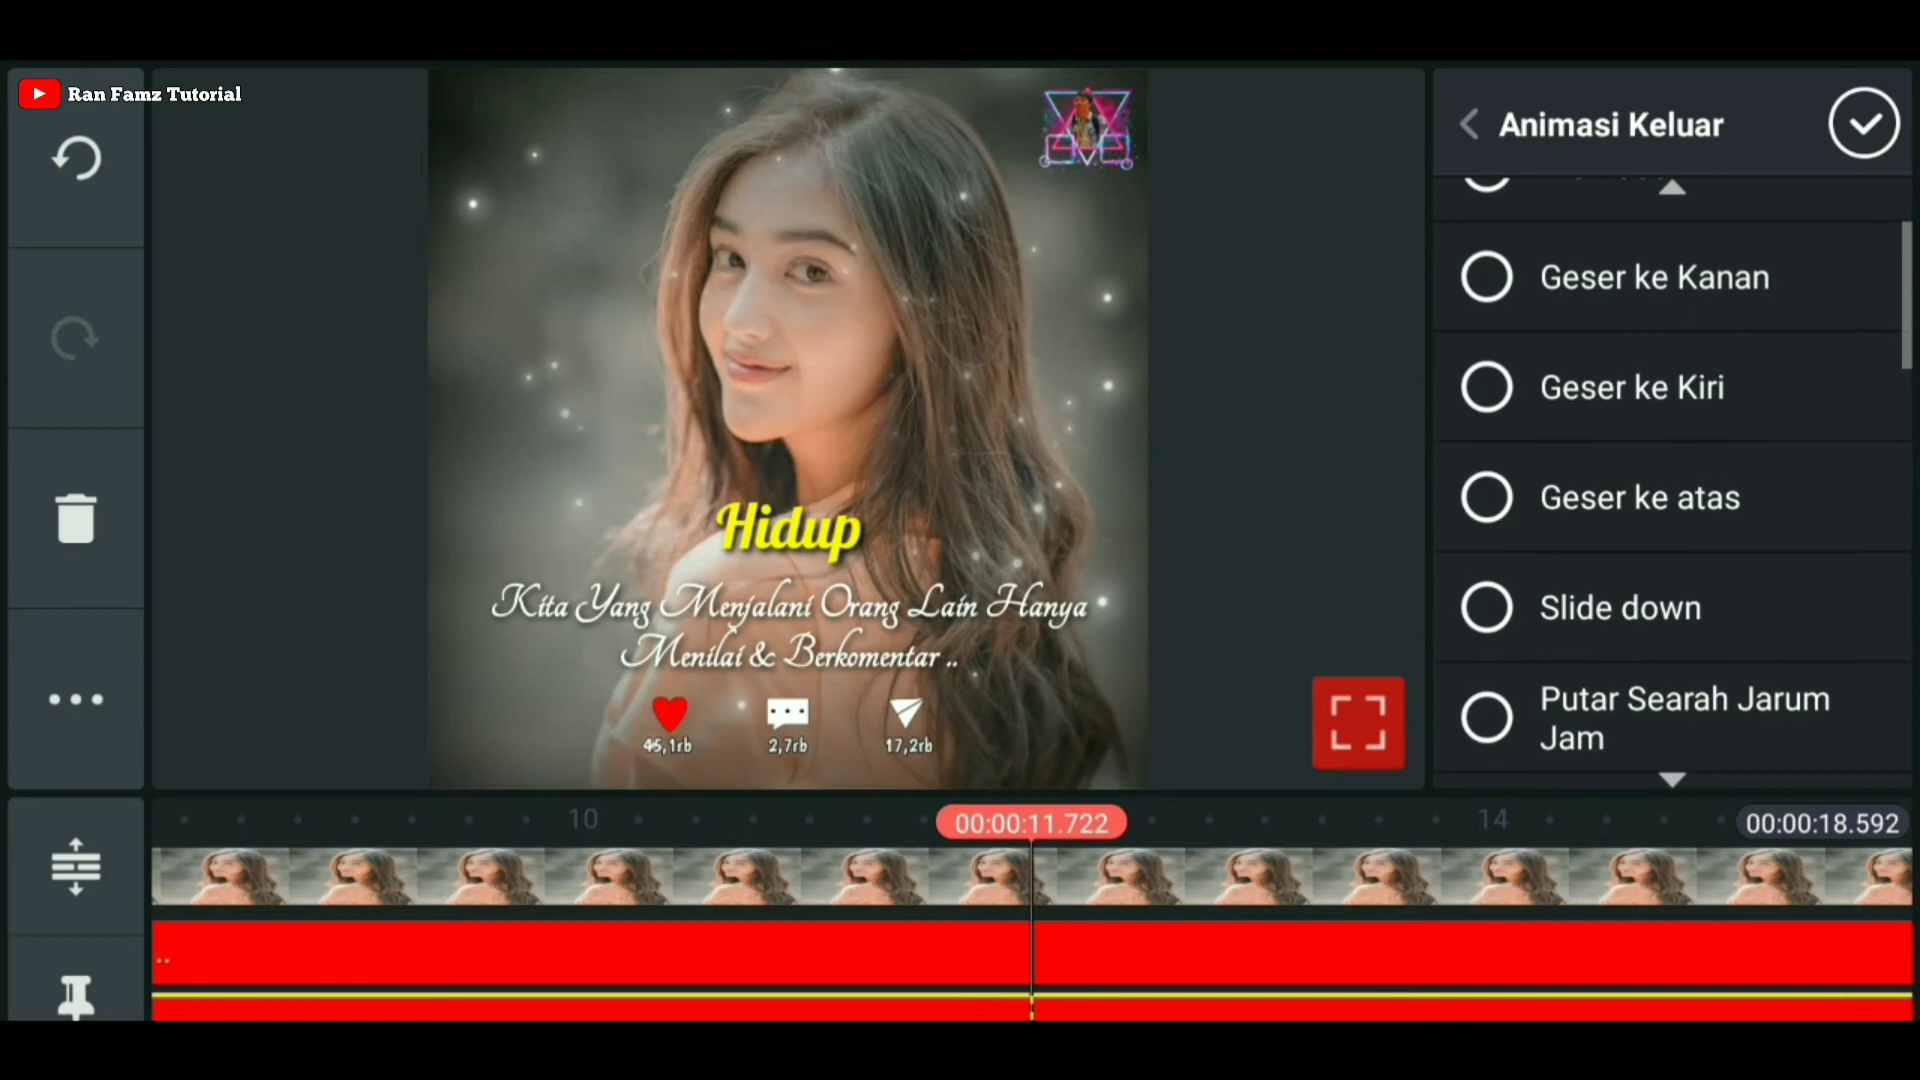 Ran Famz Tutorial
Animasi Keluar
Geser ke Kanan
Geser ke Kiri
Geser ke atas
Slide down
Putar Searah Jarum
Jam
Hidup
Kita Yang Menjalani Orang Lain Hanya
Menilai & Berkomentar ..
45,1rb
2,7rb
17,2rb
10
00:00:11.722
14
00:00:18.592
..